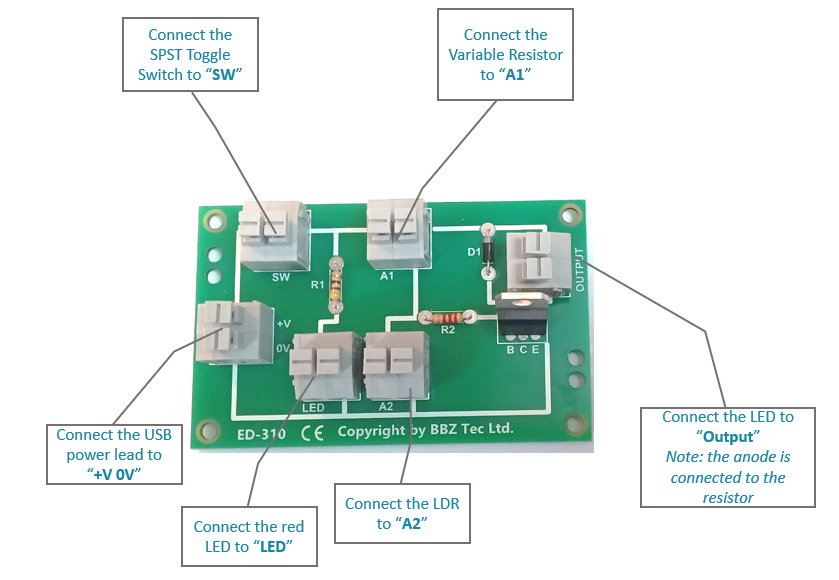 Connect the
SPST Toggle
Switch to “SW”
Connect the
Variable Resistor
to “A1”
SW
A1
D1
OUTPUT
R1
+V
0V
R2
B C E
LED
A2
ED-310 CE Copyright by BBZ Tec Ltd.
Connect the USB
power lead to
“+V 0V”
Connect the red
LED to “LED”
Connect the LDR
to “A2”
Connect the LED to
“Output”
Note: the anode is
connected to the
resistor